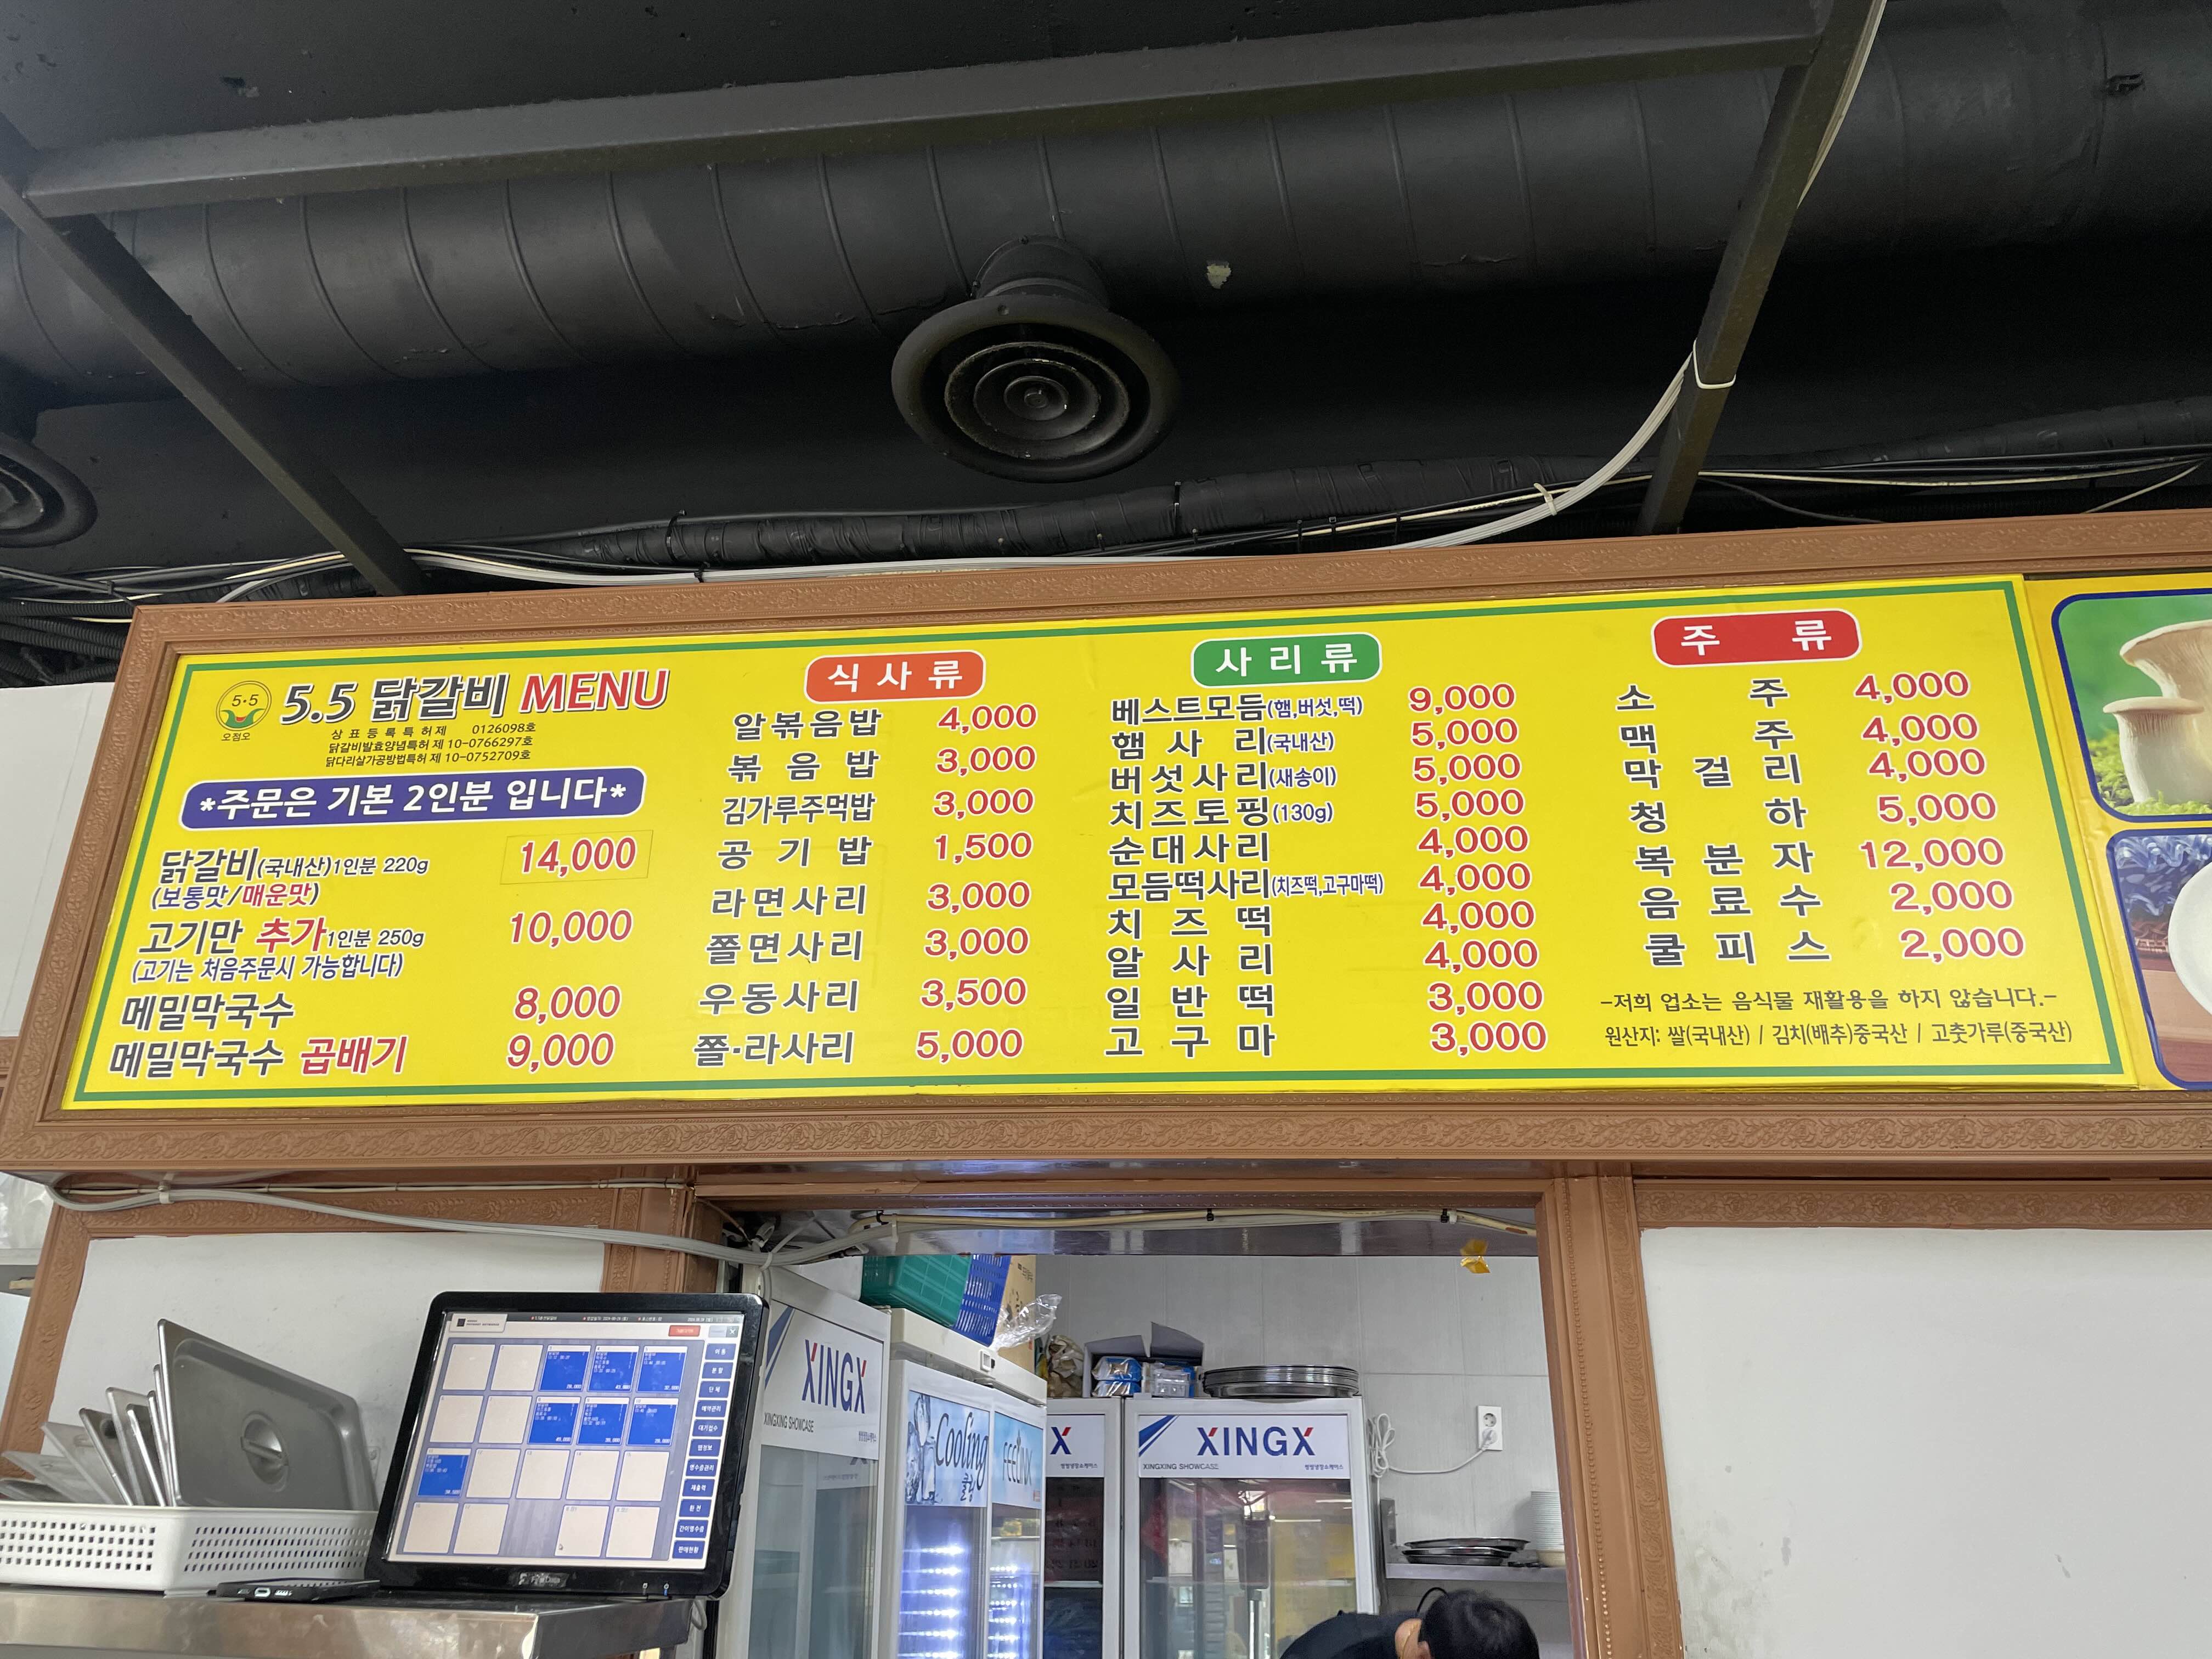 5·5
오점오
5.5 닭갈비 MENU
상표등록특허제 0126098호
닭갈비발효양념특허 제 10-0766297호
닭다리살가공방법특허 제 10-0752709호
*주문은 기본 2인분 입니다*
닭갈비(국내산)1인분 220g 14,000
(보통맛/매운맛)
고기만 추가1인분 250g 10,000
(고기는 처음주문시 가능합니다)
메밀막국수 8,000
메밀막국수 곱배기 9,000
식사류
알볶음밥 4,000
볶음밥 3,000
김가루주먹밥 3,000
공기밥 1,500
라면사리 3,000
쫄면사리 3,000
우동사리 3,500
쫄·라사리 5,000
사리류
베스트모듬(햄,버섯,떡) 9,000
햄사리(국내산) 5,000
버섯사리(새송이) 5,000
치즈토핑(130g) 5,000
순대사리 4,000
모듬떡사리(치즈떡,고구마떡) 4,000
치즈떡 4,000
알사리 4,000
일반떡 3,000
고구마 3,000
주류
소주 4,000
맥주 4,000
막걸리 4,000
청하 5,000
복분자 12,000
음료수 2,000
쿨피스 2,000
-저희 업소는 음식물 재활용을 하지 않습니다.-
원산지: 쌀(국내산) / 김치(배추)중국산 / 고춧가루(중국산)
XINGX
XINGXING SHOWCASE
Cooling
쿨링
X
XINGX
XINGXING SHOWCASE